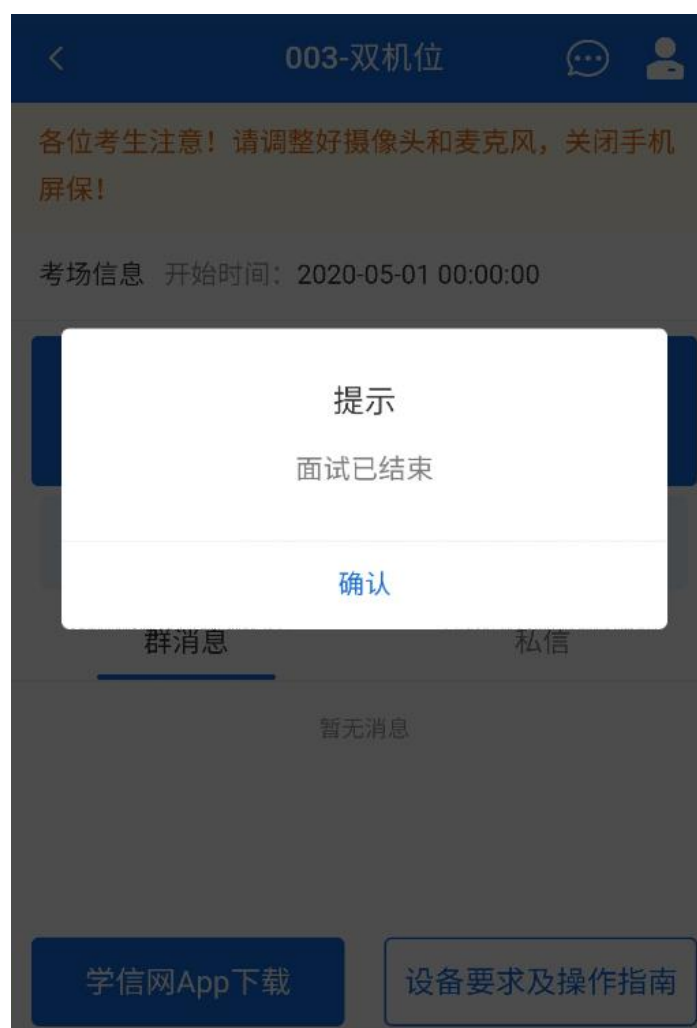 003-双机位
各位考生注意！请调整好摄像头和麦克风，关闭手机
屏保！
考场信息 开始时间：2020-05-01 00:00:00
提示
面试已结束
确认
群消息 私信
暂无消息
学信网App下载 设备要求及操作指南